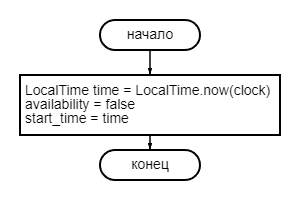 начало
LocalTime time = LocalTime.now(clock)
availability = false
start_time = time
конец